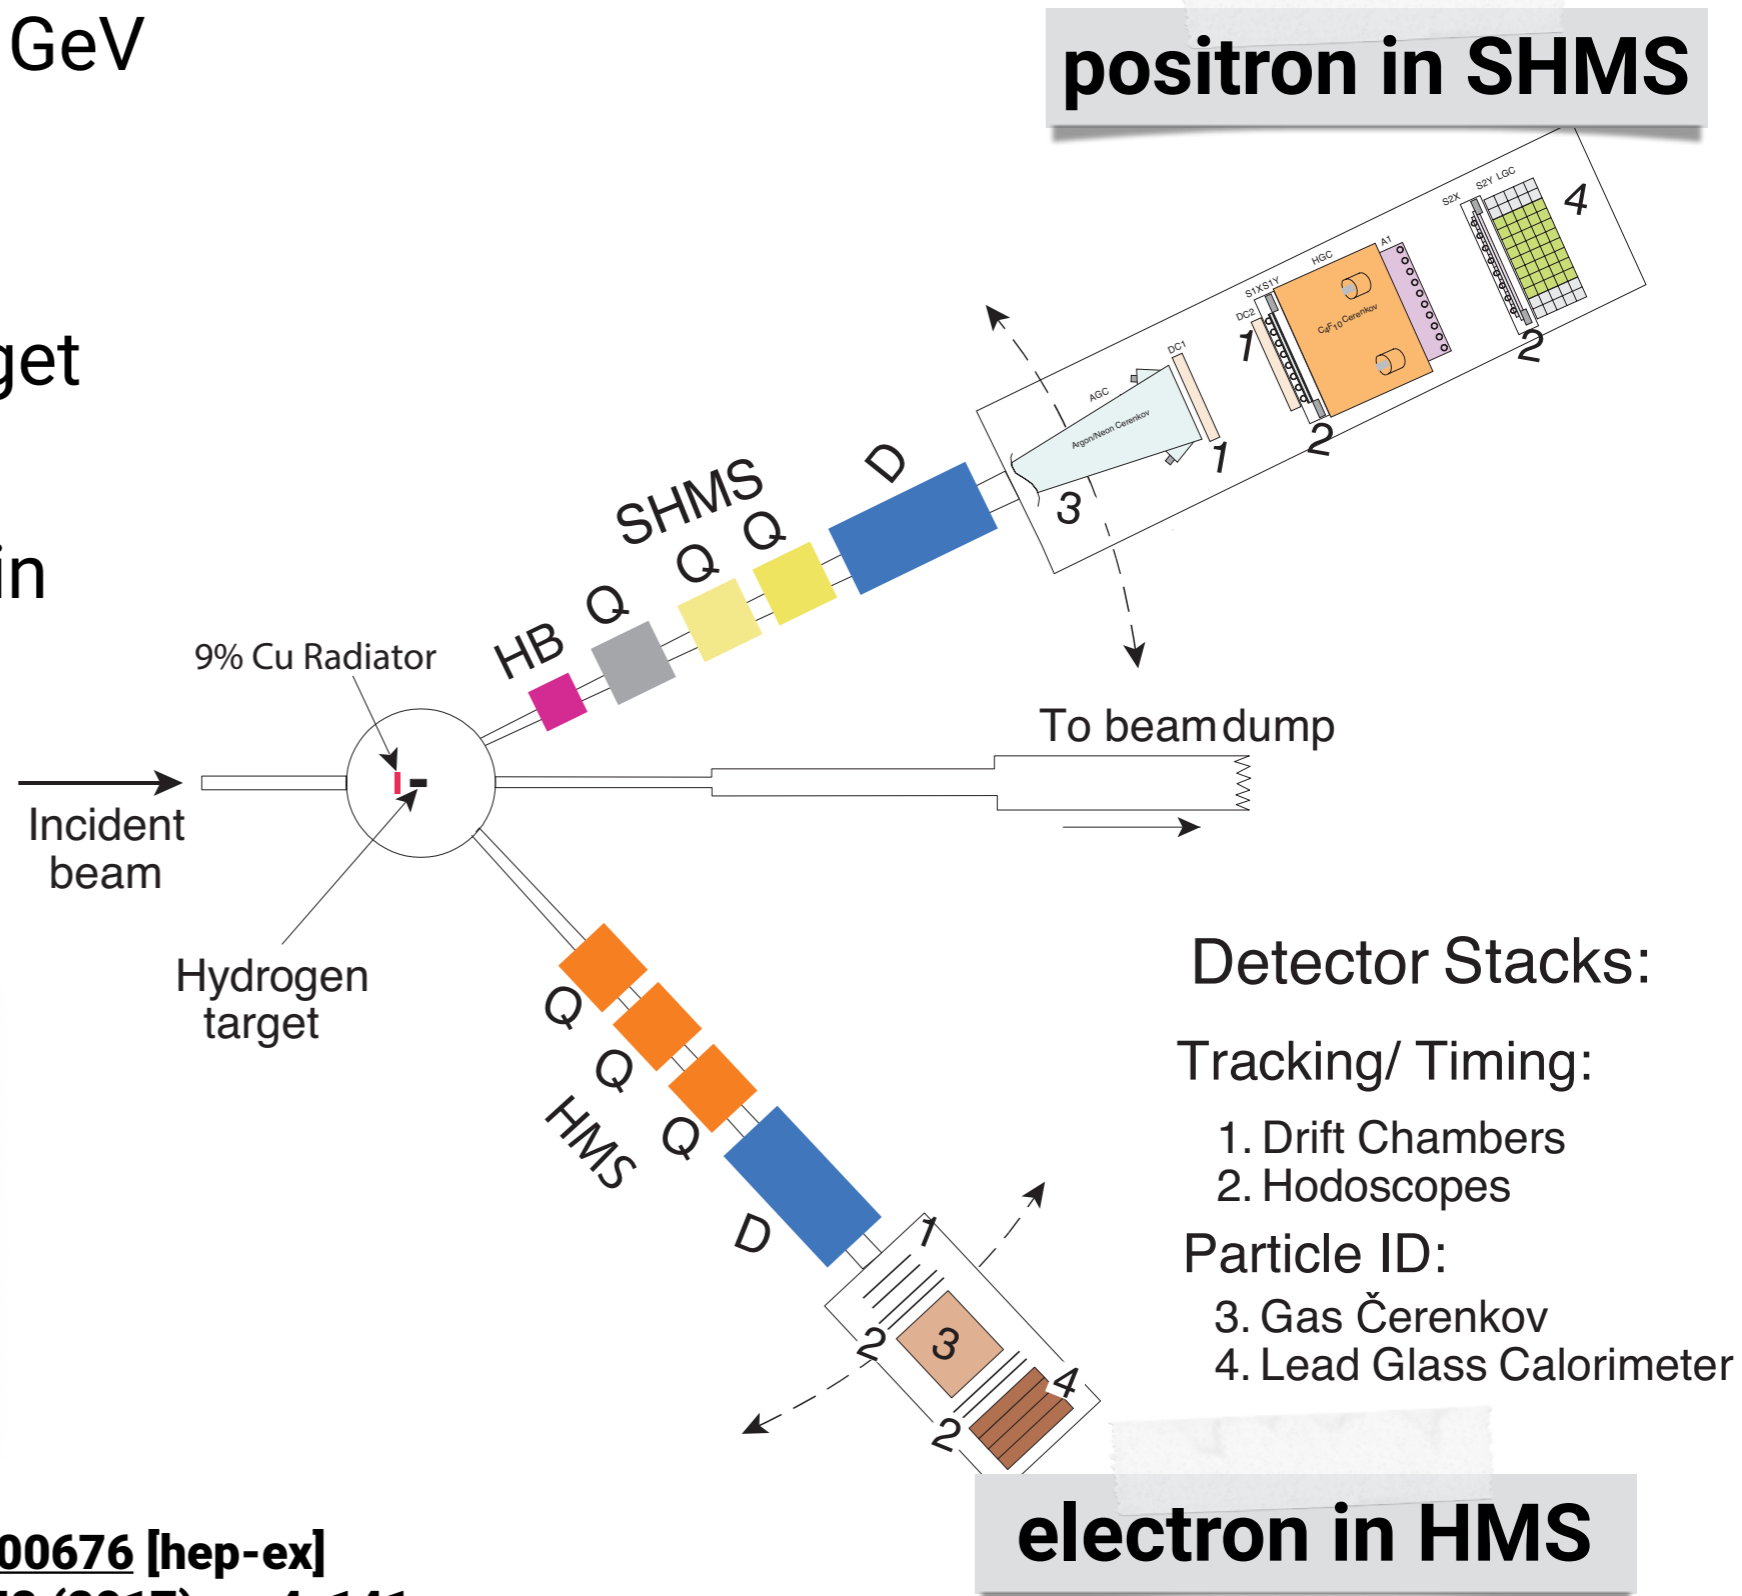 GeV
positron in SHMS
get
in
S2X
S2Y LGC
4
A1
HGC
S1XS1Y
DC2
C4F10 Cerenkov
1
2
2
DC1
AGC
Argon/Neon Cerenkov
1
3
D
SHMS
Q
Q
Q
HB
9% Cu Radiator
To beam dump
Incident
beam
Hydrogen
target
Q
Q
Q
HMS
D
1
2
3
4
2
Detector Stacks:
Tracking/ Timing:
1. Drift Chambers
2. Hodoscopes
Particle ID:
3. Gas Čerenkov
4. Lead Glass Calorimeter
electron in HMS
00676 [hep-ex]